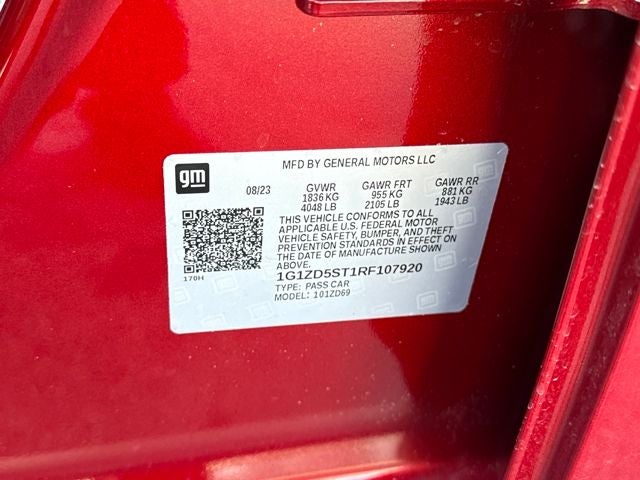 MFD BY GENERAL MOTORS LLC
gm
08/23 GVWR GAWR FRT GAWR RR
1836 KG 955 KG 881 KG
4048 LB 2105 LB 1943 LB
THIS VEHICLE CONFORMS TO ALL
APPLICABLE U.S. FEDERAL MOTOR
VEHICLE SAFETY, BUMPER, AND THEFT
PREVENTION STANDARDS IN EFFECT ON
THE DATE OF MANUFACTURE SHOWN
ABOVE.
170H
1G1ZD5ST1RF107920
TYPE: PASS CAR
MODEL: 101ZD69